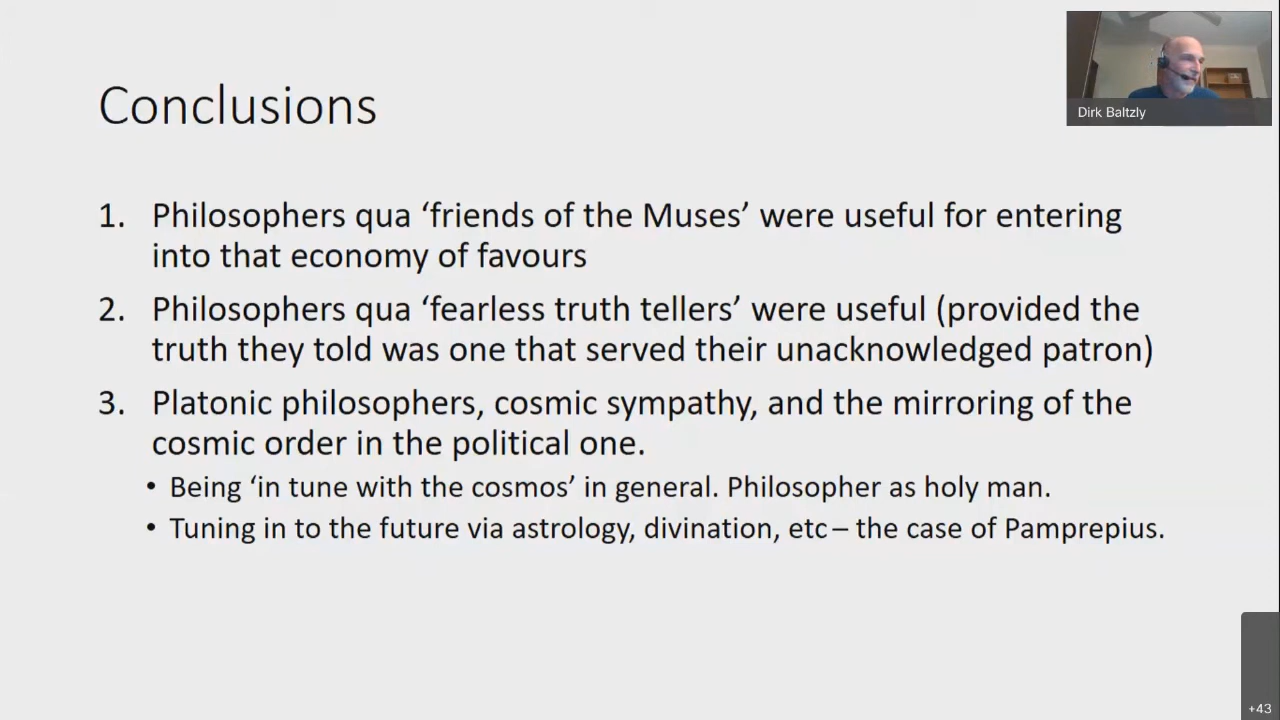 Conclusions
Dirk Baltzly
1. Philosophers qua ‘friends of the Muses’ were useful for entering
into that economy of favours
2. Philosophers qua ‘fearless truth tellers’ were useful (provided the
truth they told was one that served their unacknowledged patron)
3. Platonic philosophers, cosmic sympathy, and the mirroring of the
cosmic order in the political one.
• Being ‘in tune with the cosmos’ in general. Philosopher as holy man.
• Tuning in to the future via astrology, divination, etc – the case of Pamprepius.
+43